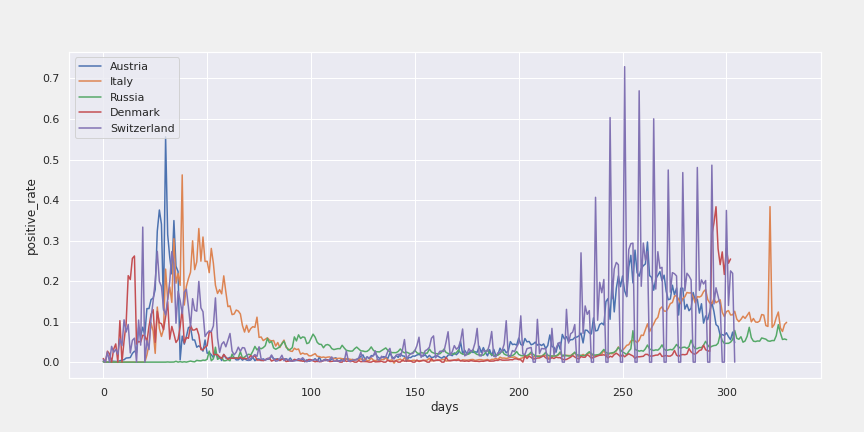 Austria
Italy
Russia
Denmark
Switzerland
0.7
0.6
0.5
0.4
0.3
0.2
0.1
0.0
positive_rate
0 50 100 150 200 250 300
days